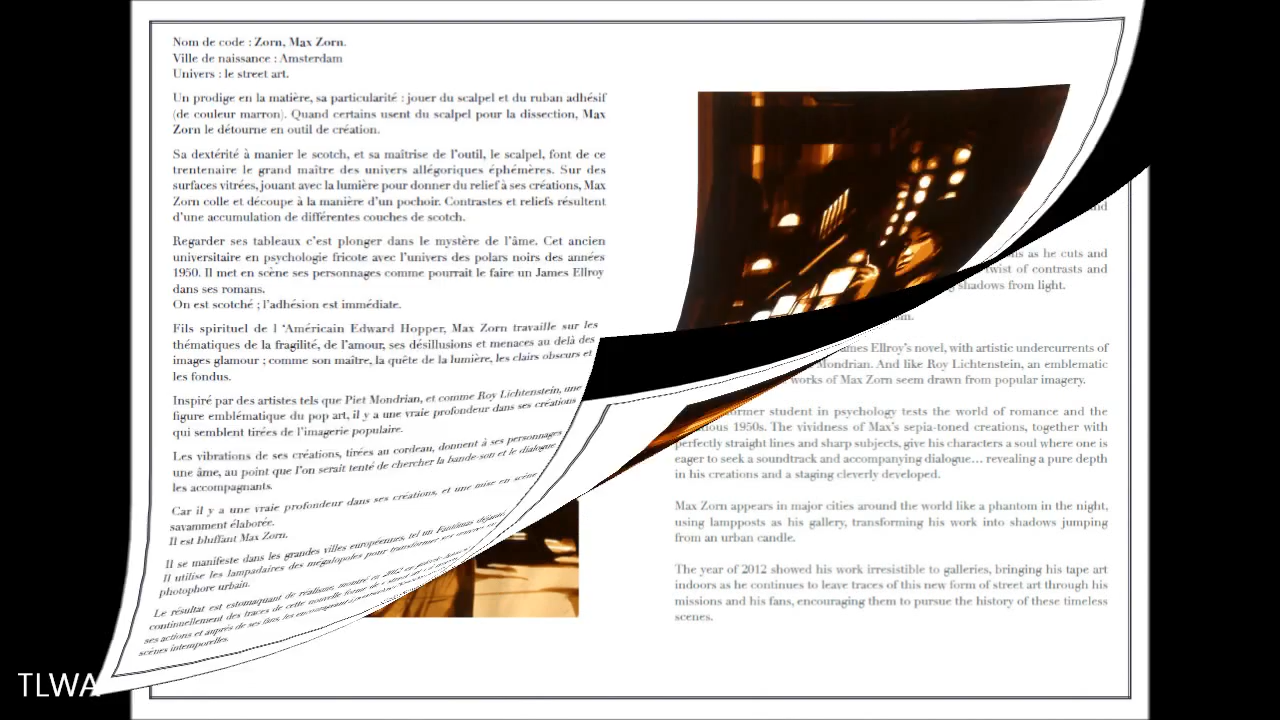 Nom de code : Zorn, Max Zorn.
Ville de naissance : Amsterdam
Univers : le street art.
Un prodige en la matière, sa particularité : jouer du scalpel et du ruban adhésif
(de couleur marron). Quand certains usent du scalpel pour la dissection, Max
Zorn le détourne en outil de création.
Sa dextérité à manier le scotch, et sa maîtrise de l'outil, le scalpel, font de ce
trentenaire le grand maître des univers allégoriques éphémères. Sur des
surfaces vitrées, jouant avec la lumière pour donner du relief à ses créations, Max
Zorn colle et découpe à la manière d'un pochoir. Contrastes et reliefs résultent
d'une accumulation de différentes couches de scotch.
Regarder ses tableaux c'est plonger dans le mystère de l'âme. Cet ancien
universitaire en psychologie fricote avec l'univers des polars noirs des années
1950. Il met en scène ses personnages comme pourrait le faire un James Ellroy
dans ses romans.
On est scotché ; l'adhésion est immédiate.
Fils spirituel de l 'Américain Edward Hopper, Max Zorn travaille sur les
thématiques de la fragilité, de l'amour, ses désillusions et menaces au delà des
images glamour ; comme son maître, la quête de la lumière, les clairs obscurs et
les fondus.
Inspiré par des artistes tels que Piet Mondrian, et comme Roy Lichtenstein, une
figure emblématique du pop art, il y a une vraie profondeur dans ses créations
qui semblent tirées de l'imagerie populaire.
Les vibrations de ses créations, tirées au cordeau, donnent à ses personnages
une âme, au point que l'on serait tenté de chercher la bande-son et le dialogue
les accompagnants.
Car il y a une vraie profondeur dans ses créations, et une mise en scène
savamment élaborée.
Il est bluffant Max Zorn.
Il se manifeste dans les grandes villes européennes, tel un Fantômas déjanté
Il utilise les lampadaires des mégalopoles pour transformer ses œuvres
photophore urbain.
Le résultat est estomaquant de réalisme
continuellement des traces de cette nouvelle forme
ses actions et auprès de ses fans, les encourageant
scènes intemporelles.
and
as he cuts and
twist of contrasts and
shadows from light.
James Ellroy's novel, with artistic undercurrents of
Mondrian. And like Roy Lichtenstein, an emblematic
works of Max Zorn seem drawn from popular imagery.
former student in psychology tests the world of romance and the
1950s. The vividness of Max's sepia-toned creations, together with
perfectly straight lines and sharp subjects, give his characters a soul where one is
eager to seek a soundtrack and accompanying dialogue… revealing a pure depth
in his creations and a staging cleverly developed.
Max Zorn appears in major cities around the world like a phantom in the night,
using lampposts as his gallery, transforming his work into shadows jumping
from an urban candle.
The year of 2012 showed his work irresistible to galleries, bringing his tape art
indoors as he continues to leave traces of this new form of street art through his
missions and his fans, encouraging them to pursue the history of these timeless
scenes.
TLWA